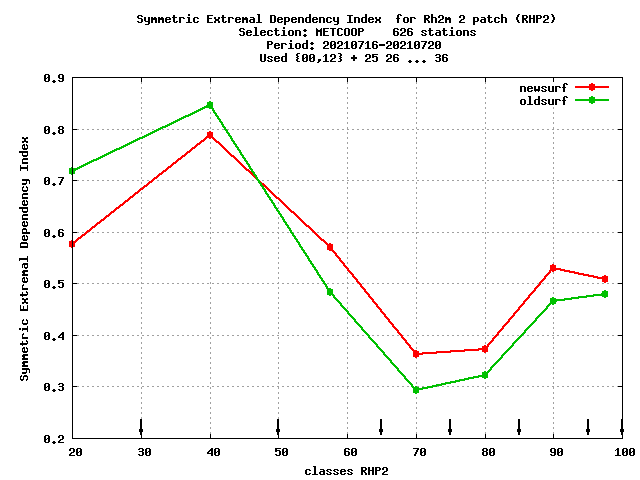 Symmetric Extremal Dependency Index  for Rh2m 2 patch (RHP2)
Selection: METCOOP    626 stations
Period: 20210716-20210720
Used {00,12} + 25 26 ... 36
newsurf
oldsurf
0.9
0.8
0.7
0.6
0.5
0.4
0.3
0.2
Symmetric Extremal Dependency Index
20 30 40 50 60 70 80 90 100
classes RHP2